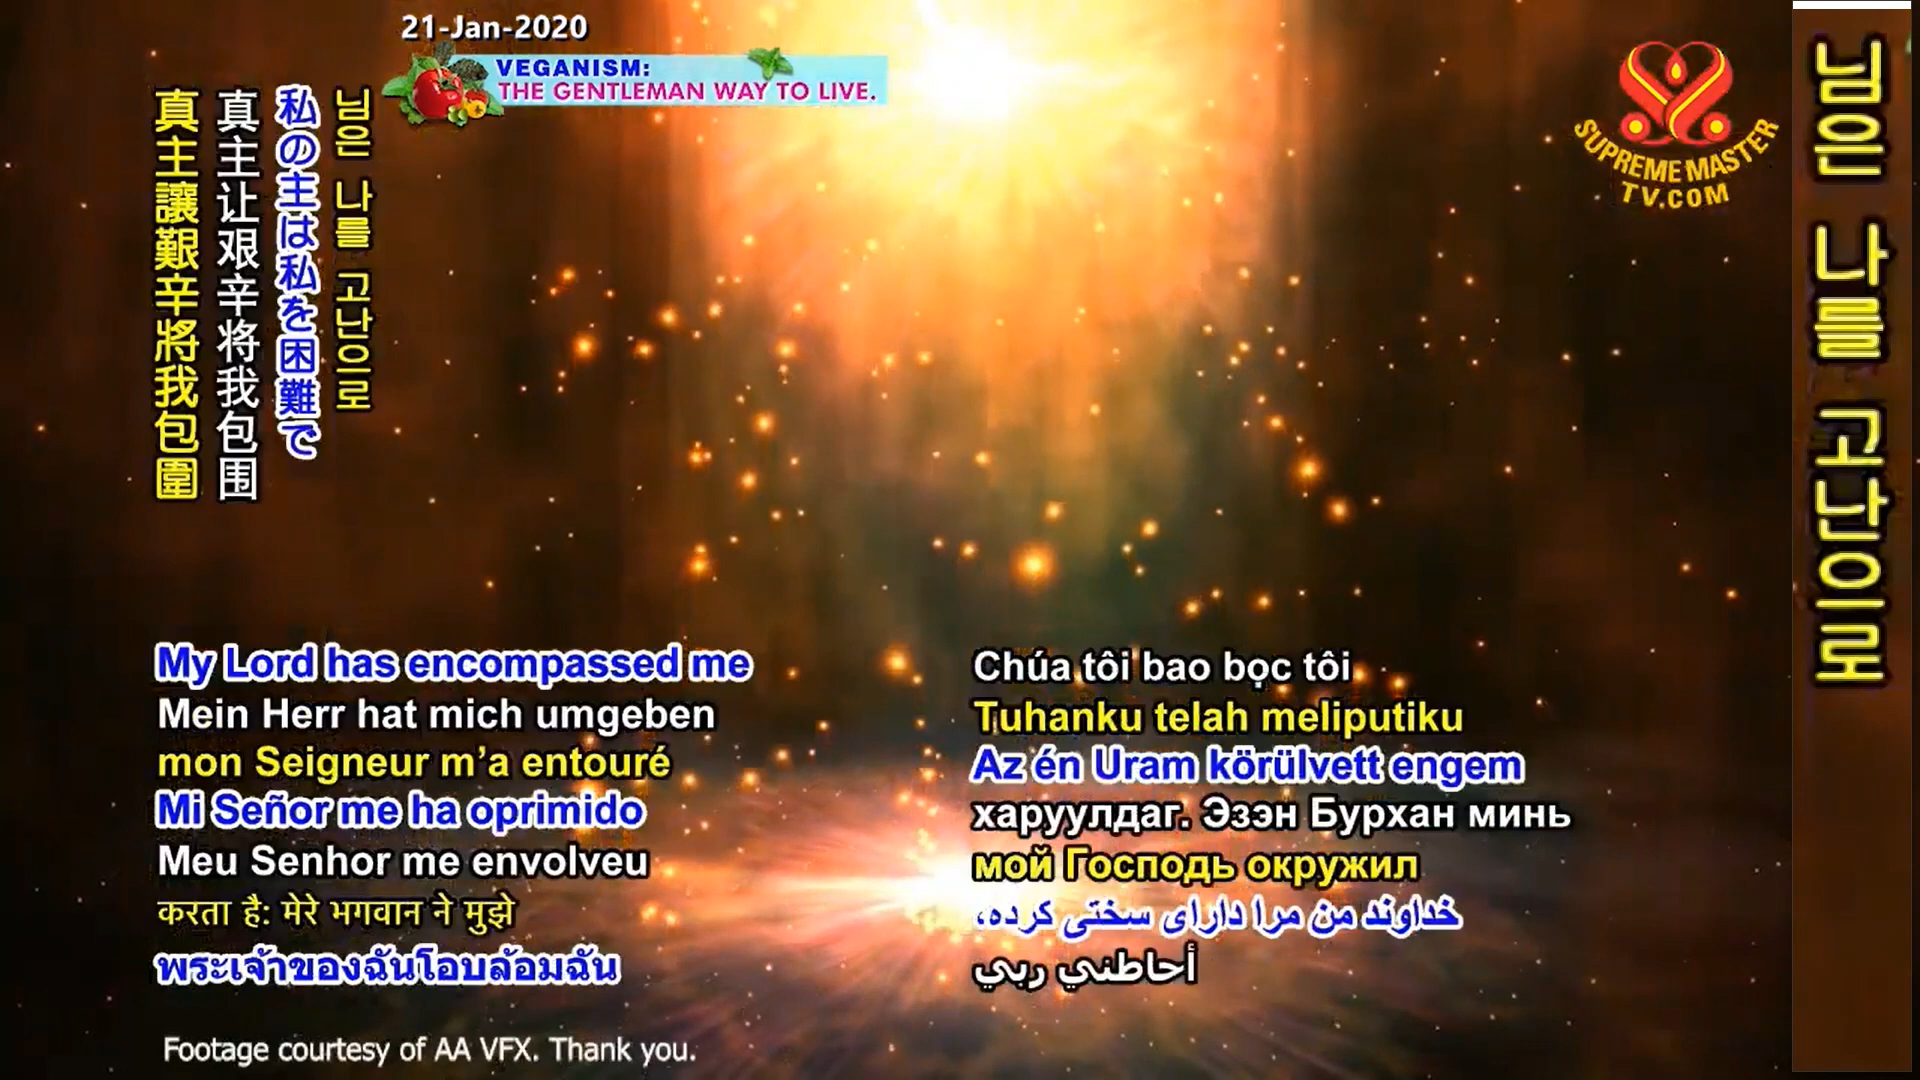 21-Jan-2020
VEGANISM:
THE GENTLEMAN WAY TO LIVE.
SUPREME MASTER
TV.COM
님은 나를 고난으로
私の主は私を困難で
真主让艰辛将我包围
真主讓艱辛將我包圍
님은 나를 고난으로
My Lord has encompassed me
Mein Herr hat mich umgeben
mon Seigneur m’a entouré
Mi Señor me ha oprimido
Meu Senhor me envolveu
करता है: मेरे भगवान ने मुझे
พระเจ้าของฉันโอบล้อมฉัน
Chúa tôi bao bọc tôi
Tuhanku telah meliputiku
Az én Uram körülvett engem
харуулдаг. Эзэн Бурхан минь
мой Господь окружил
خداوند من مرا دارای سختی کرده،
أحاطني ربي
Footage courtesy of AA VFX. Thank you.